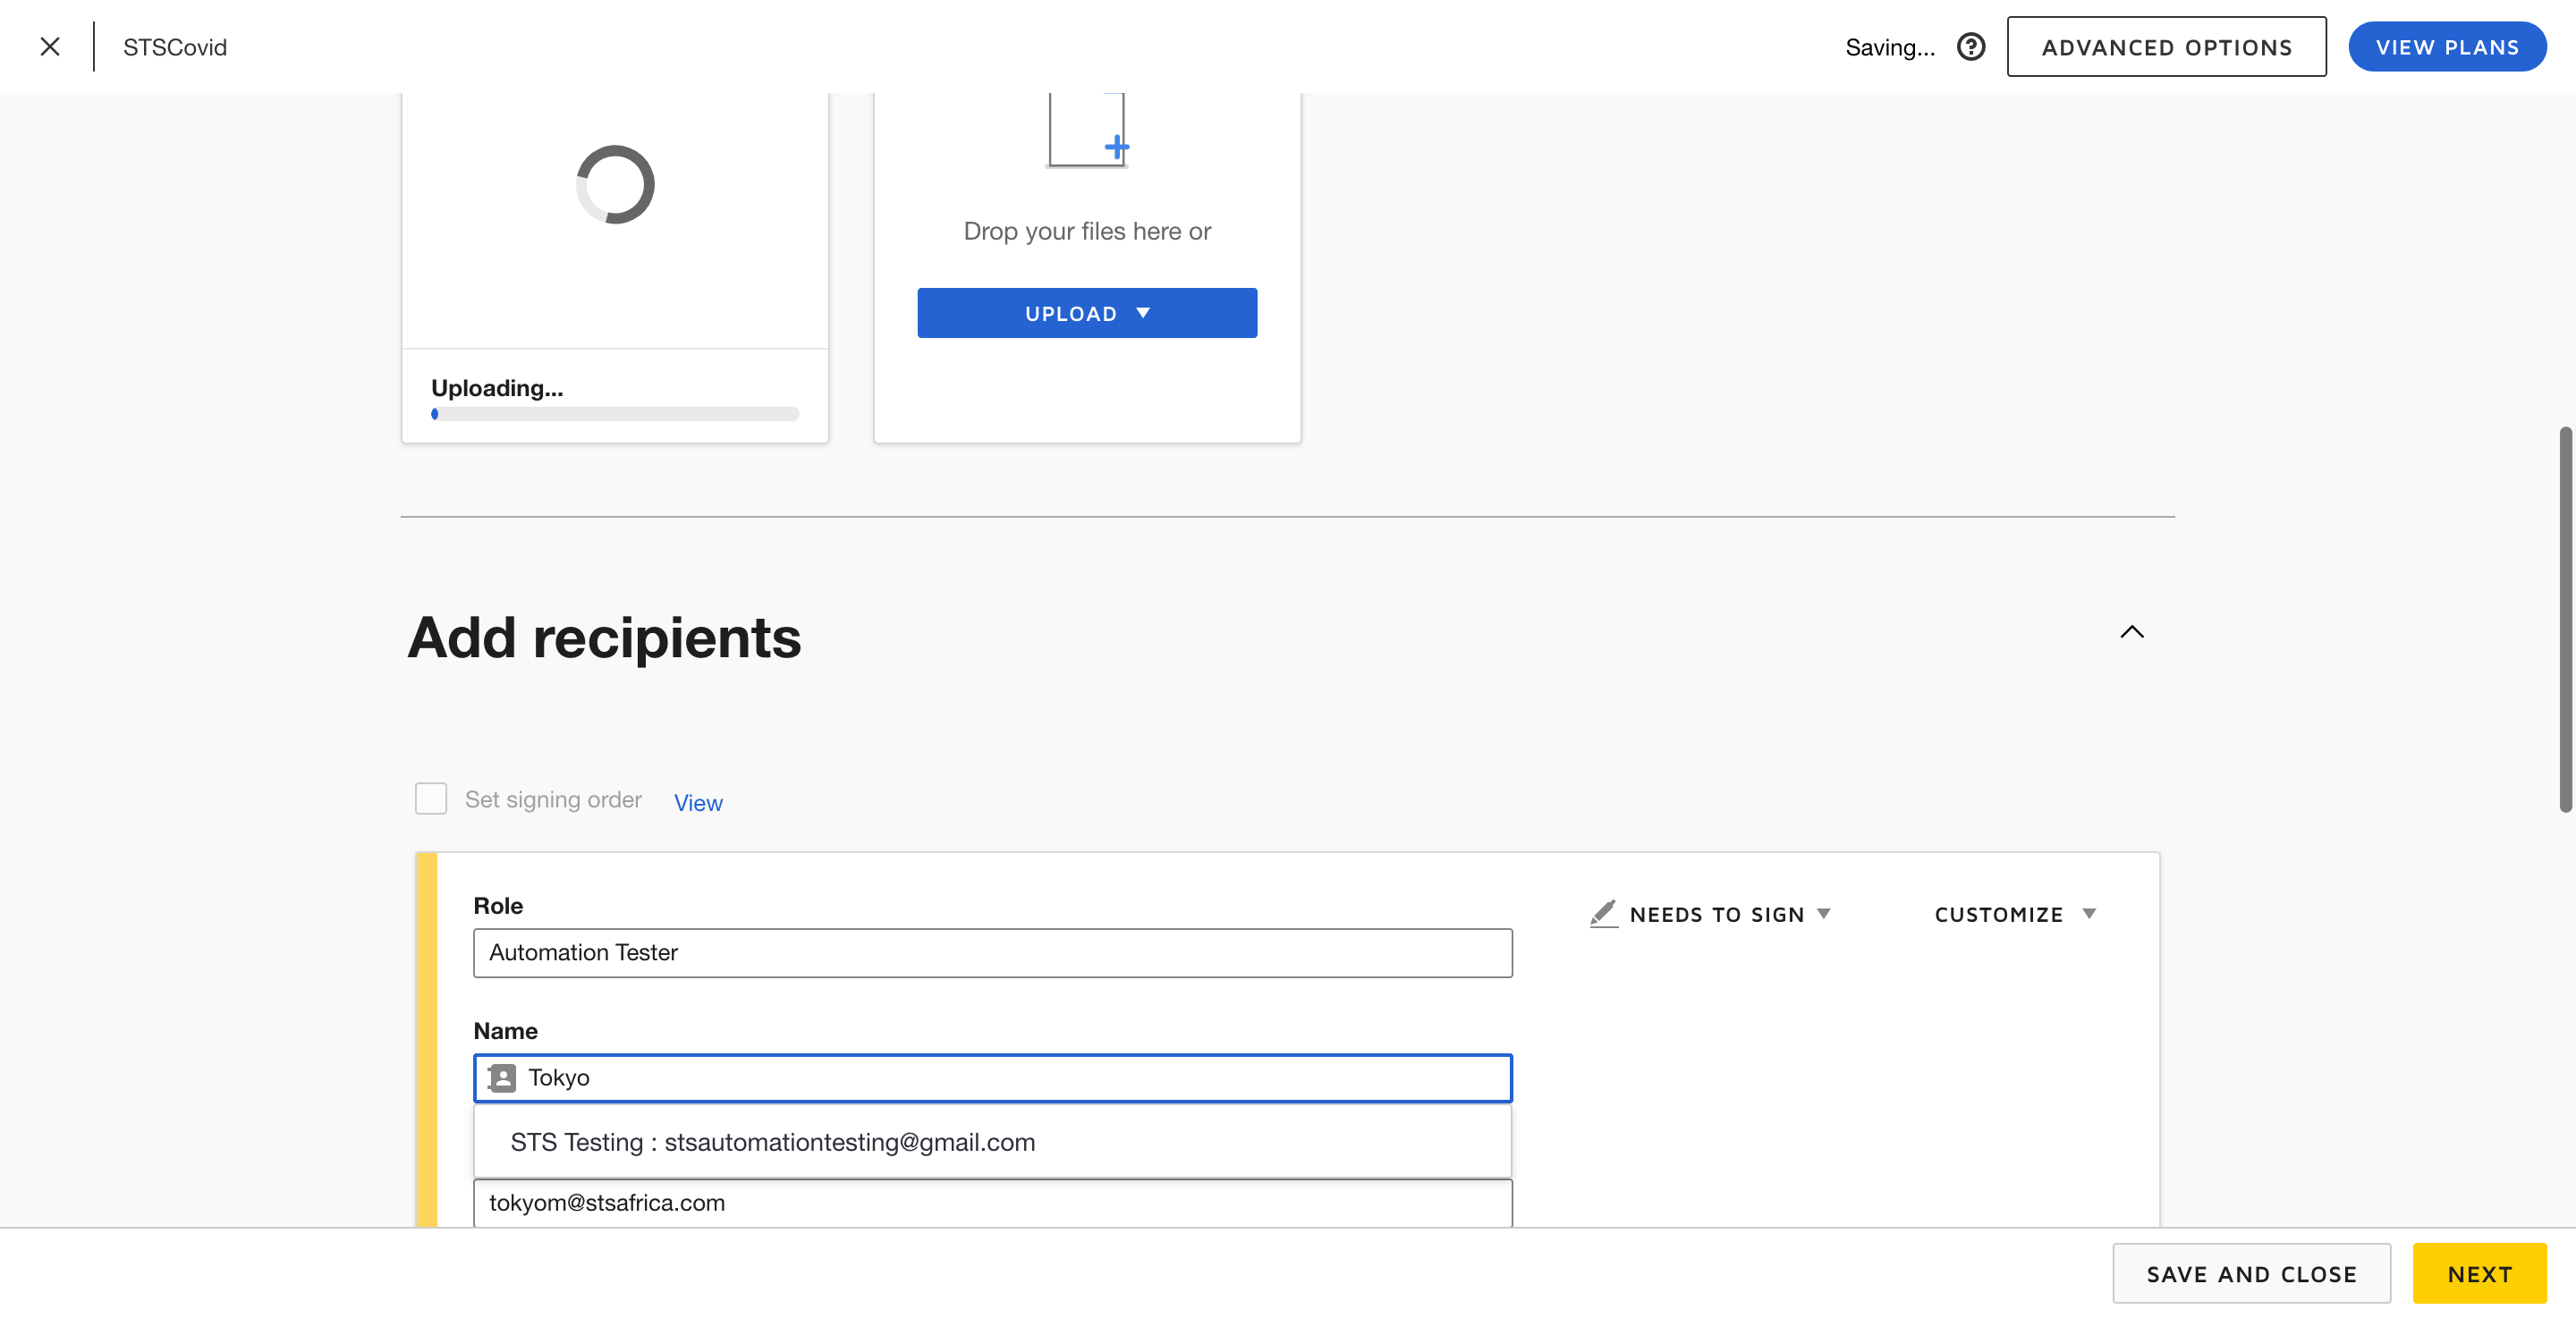 STSCovid
Saving...
ADVANCED OPTIONS
VIEW PLANS
Drop your files here or
UPLOAD
Uploading...
Add recipients
Set signing order View
Role
NEEDS TO SIGN
CUSTOMIZE
Automation Tester
Name
Tokyo
STS Testing : stsautomationtesting@gmail.com
tokyom@stsafrica.com
SAVE AND CLOSE
NEXT